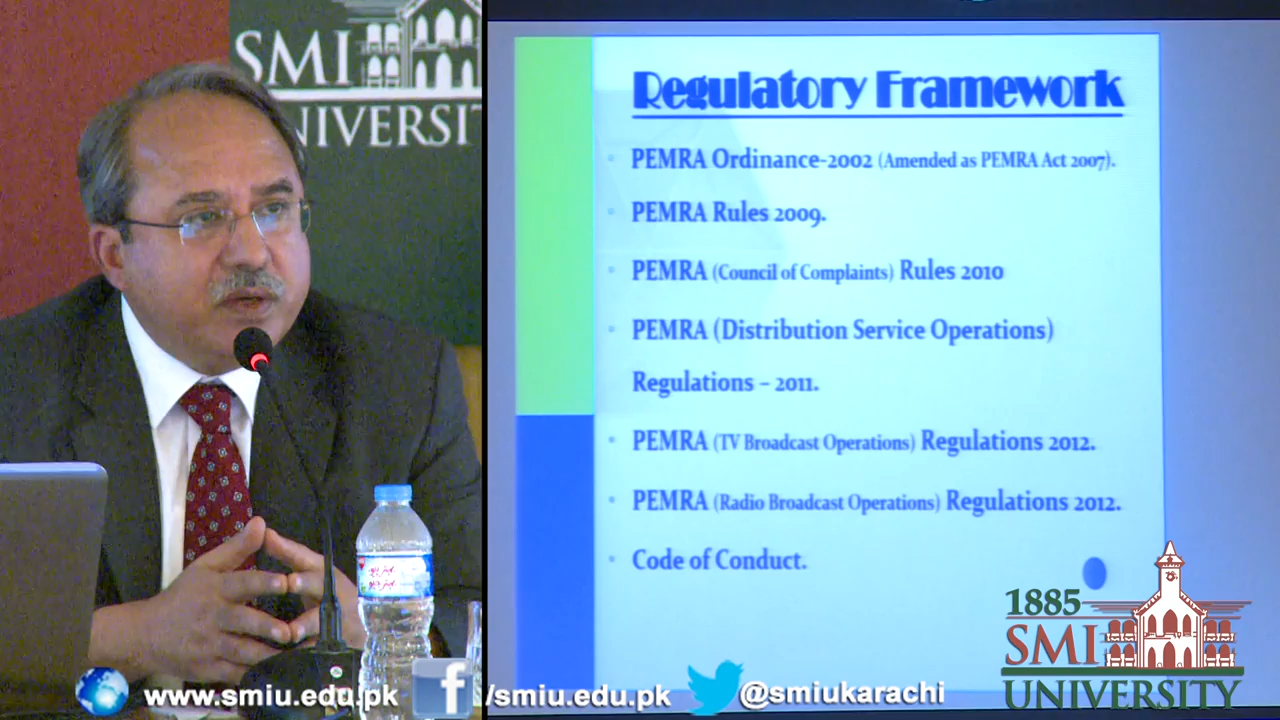 SMI
UNIVERSI
Regulatory Framework
PEMRA Ordinance-2002 (Amended as PEMRA Act 2007).
PEMRA Rules 2009.
PEMRA (Council of Complaints) Rules 2010
PEMRA (Distribution Service Operations)
Regulations – 2011.
PEMRA (TV Broadcast Operations) Regulations 2012.
PEMRA (Radio Broadcast Operations) Regulations 2012.
Code of Conduct.
1885
SMI
UNIVERSITY
www.smiu.edu.pk
f /smiu.edu.pk
@smiukarachi